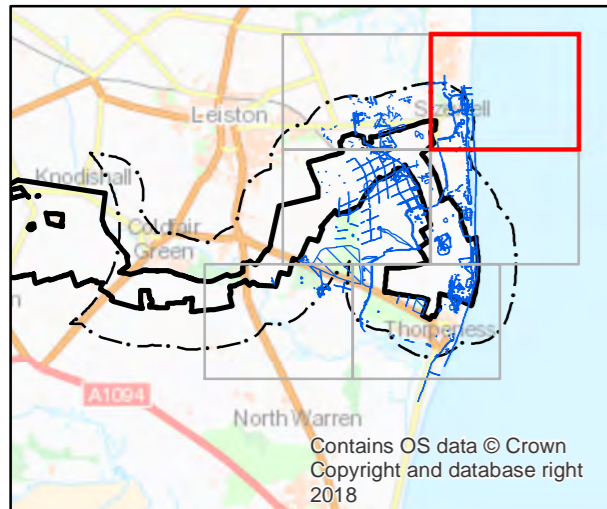 Leiston
Sizewell
Knodishall
Coldfair
Green
Thorpeness
A1094
North Warren
Contains OS data © Crown
Copyright and database right
2018